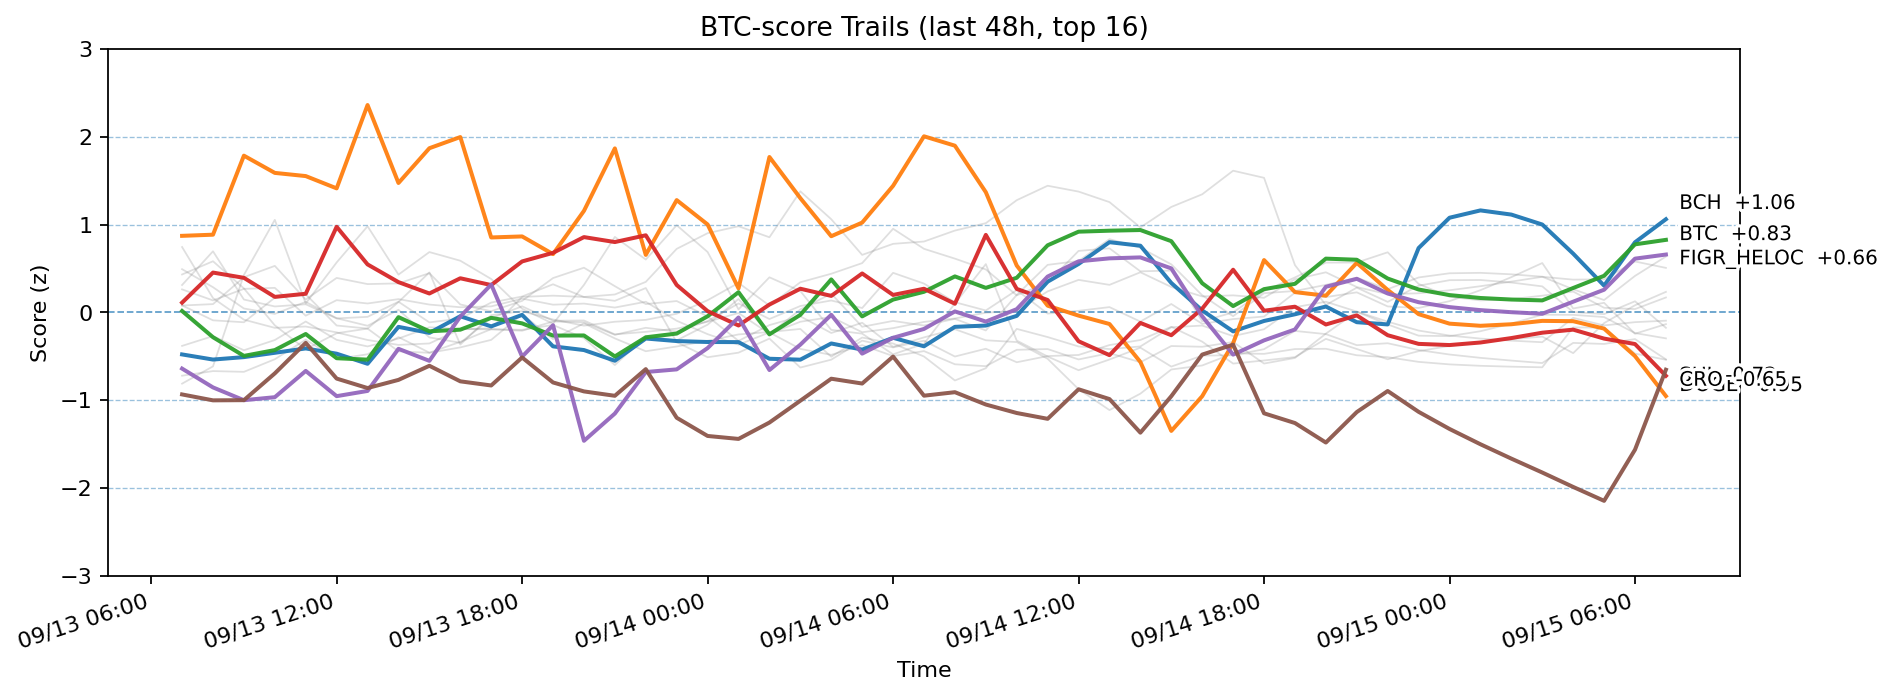 BTC-score Trails (last 48h, top 16)
Score (z)
3
2
1
0
−1
−2
−3
BCH +1.06
BTC +0.83
FIGR_HELOC +0.66
CRO -0.65
09/13 06:00
09/13 12:00
09/13 18:00
09/14 00:00
09/14 06:00
09/14 12:00
09/14 18:00
09/15 00:00
09/15 06:00
Time